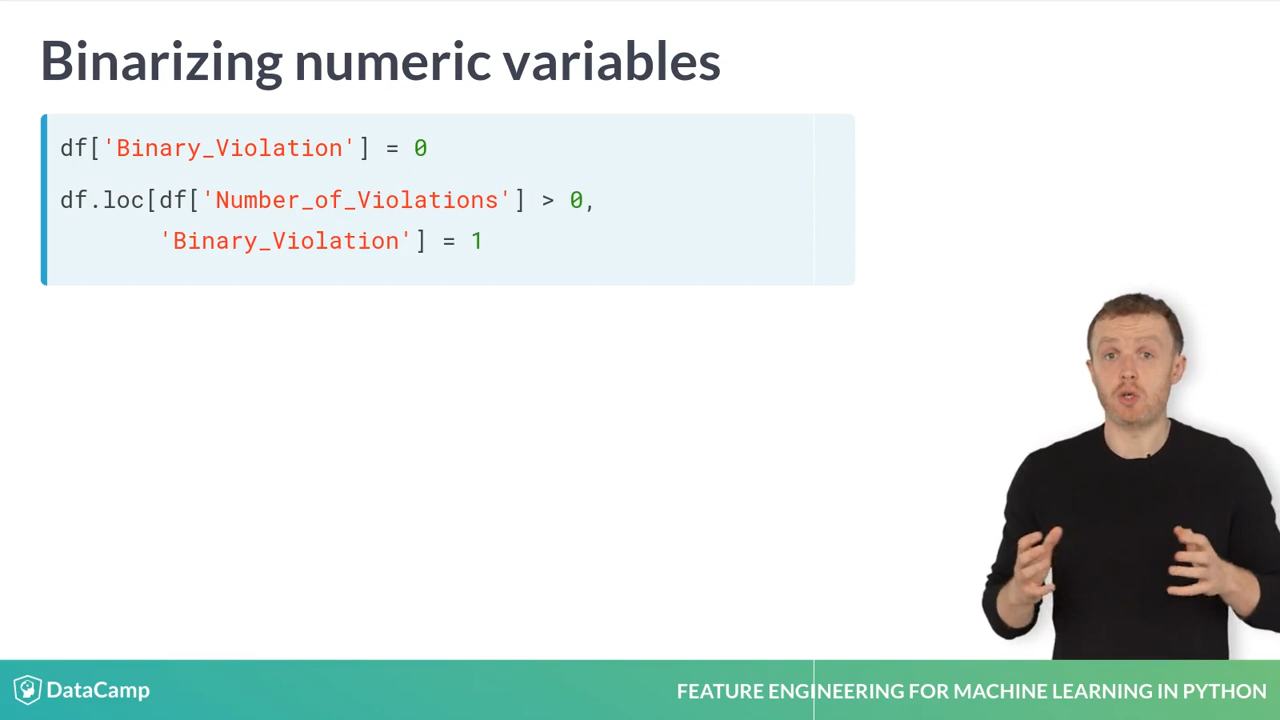 Binarizing numeric variables
df['Binary_Violation'] = 0
df.loc[df['Number_of_Violations'] > 0,
'Binary_Violation'] = 1
DataCamp
FEATURE ENGINEERING FOR MACHINE LEARNING IN PYTHON